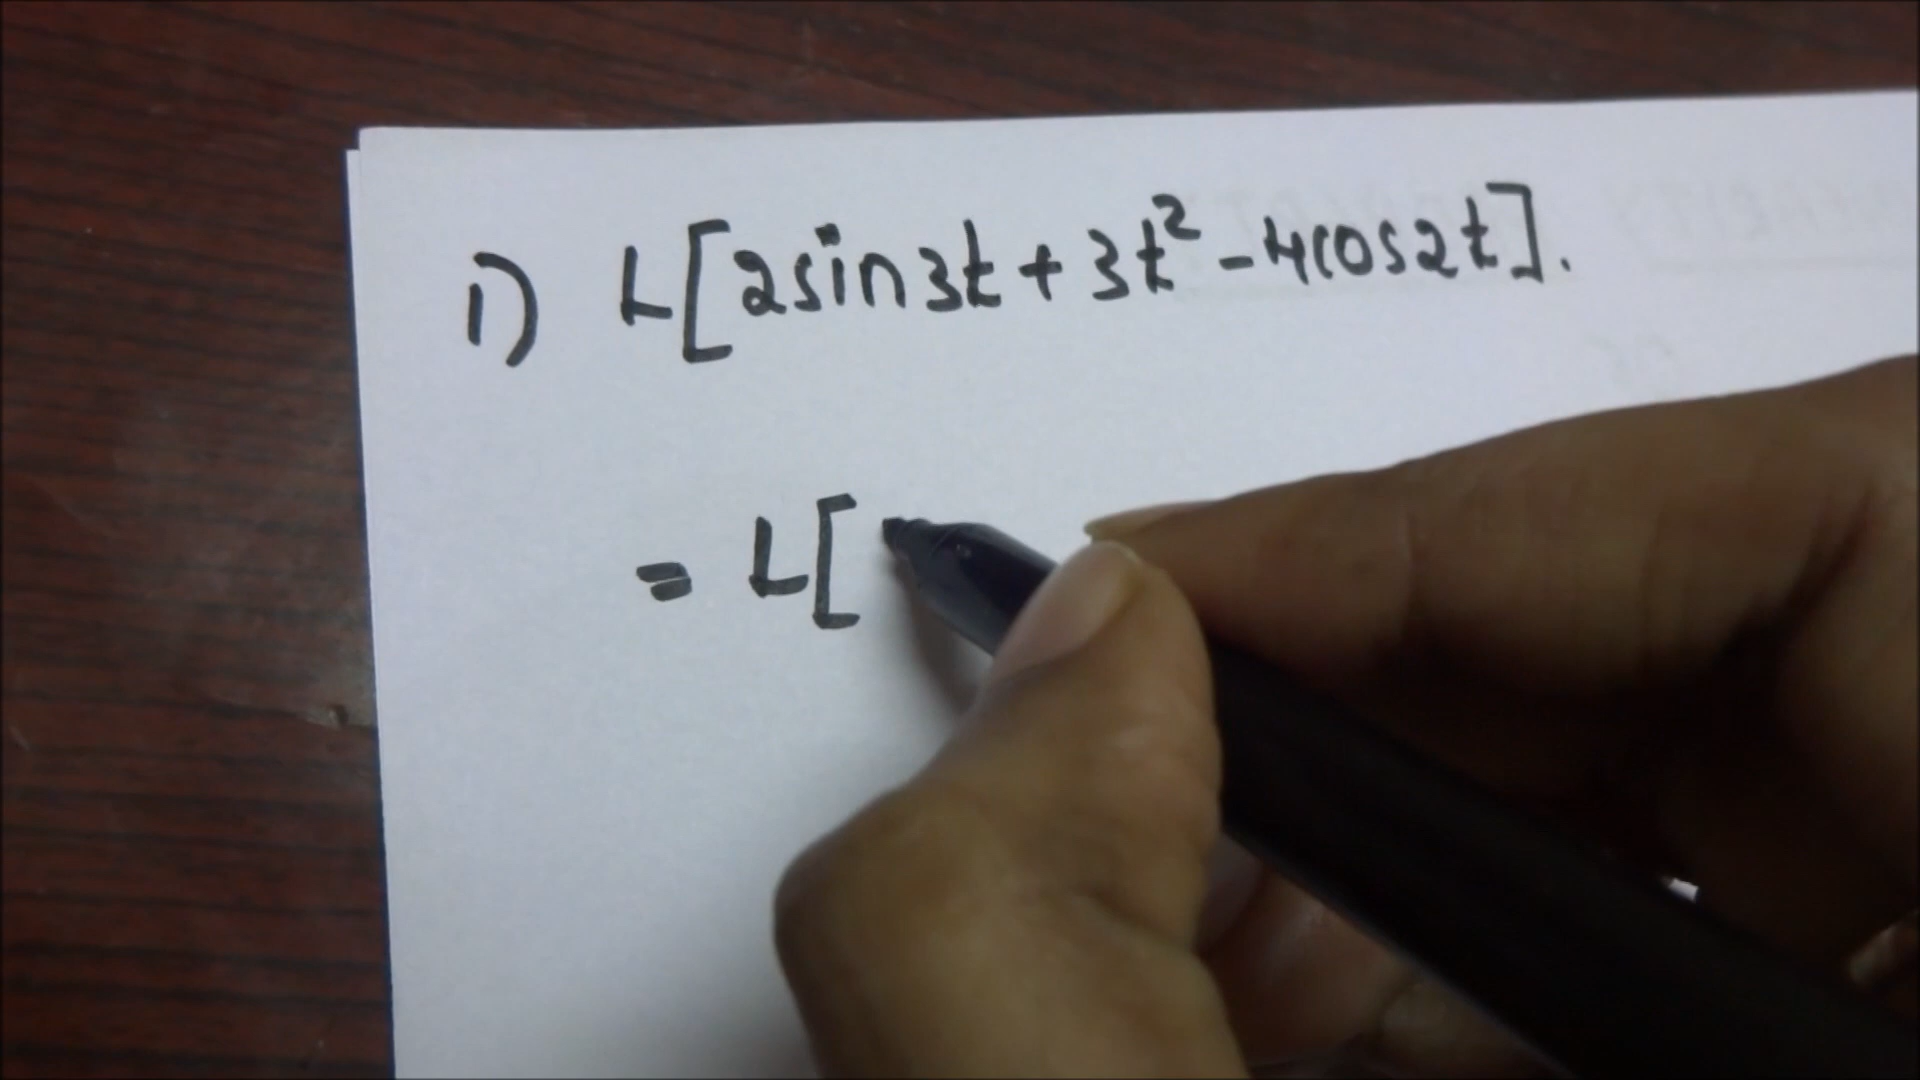 1) L[2sin3t+3t²-4cos2t].
= L[